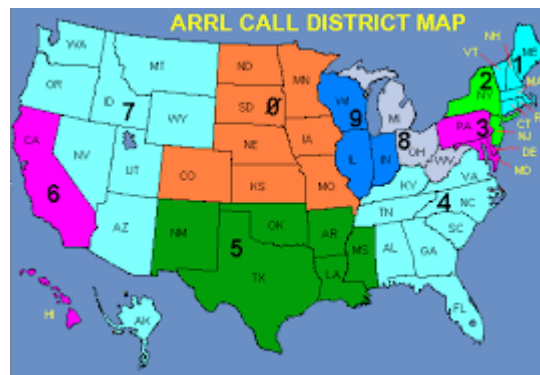 ARRL CALL DISTRICT MAP
WA
MT
ND
MN
NH
VT
ME
1
OR
ID
7
WY
SD
Ø
WI
9
MI
2
NY
MA
R
CT
NJ
DE
MD
PA
3
IA
NE
8
OH
CA
NV
UT
CO
KS
MO
IL
IN
WV
VA
KY
6
4
NC
TN
SC
AZ
NM
OK
AR
5
TX
LA
MS
AL
GA
FL
HI
AK